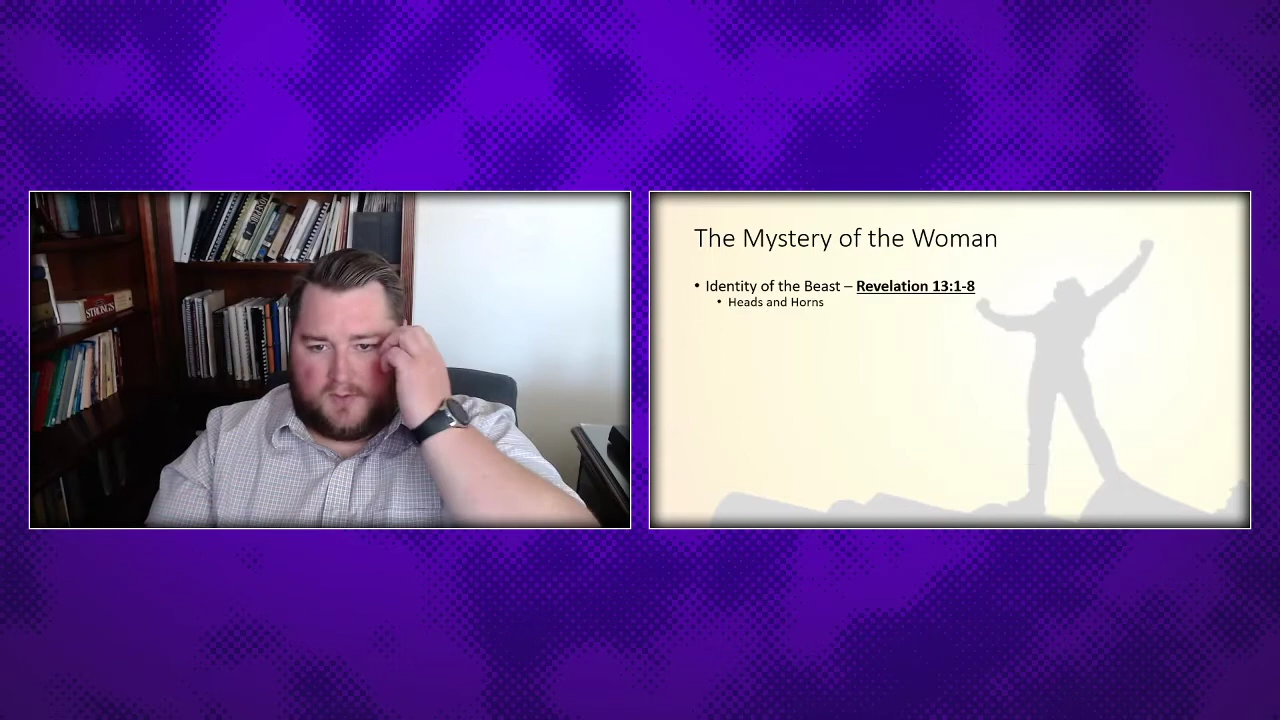 STRONG'S
The Mystery of the Woman
• Identity of the Beast – Revelation 13:1-8
• Heads and Horns